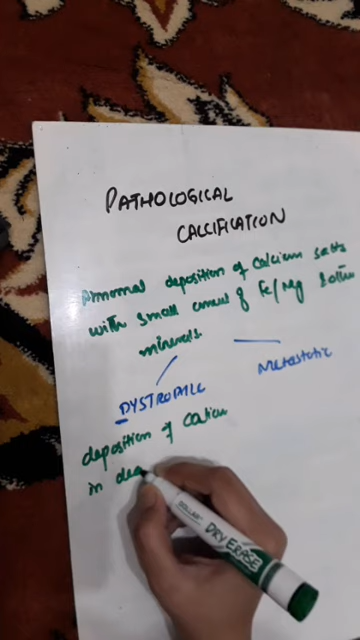 PATHOLOGICAL
CALCIFICATION
Abnormal deposition of Calcium salts
with small amount of Fe/Mg & other
minerals
DYSTROPHIC
Metastatic
deposition of Calcium
in dea
DOLLAR
DRY ERASE